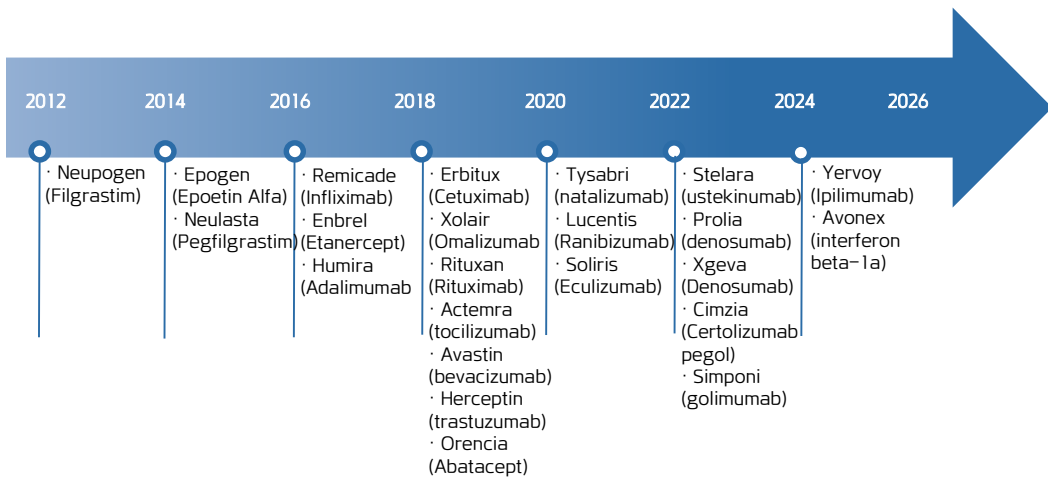 2012
2014
2016
2018
2020
2022
2024
2026
· Neupogen
(Filgrastim)
· Epogen
(Epoetin Alfa)
· Neulasta
(Pegfilgrastim)
· Remicade
(Infliximab)
· Enbrel
(Etanercept)
· Humira
(Adalimumab
· Erbitux
(Cetuximab)
· Xolair
(Omalizumab
· Rituxan
(Rituximab)
· Actemra
(tocilizumab)
· Avastin
(bevacizumab)
· Herceptin
(trastuzumab)
· Orencia
(Abatacept)
· Tysabri
(natalizumab)
· Lucentis
(Ranibizumab)
· Soliris
(Eculizumab)
· Stelara
(ustekinumab)
· Prolia
(denosumab)
· Xgeva
(Denosumab)
· Cimzia
(Certolizumab
pegol)
· Simponi
(golimumab)
· Yervoy
(Ipilimumab)
· Avonex
(interferon
beta-1a)